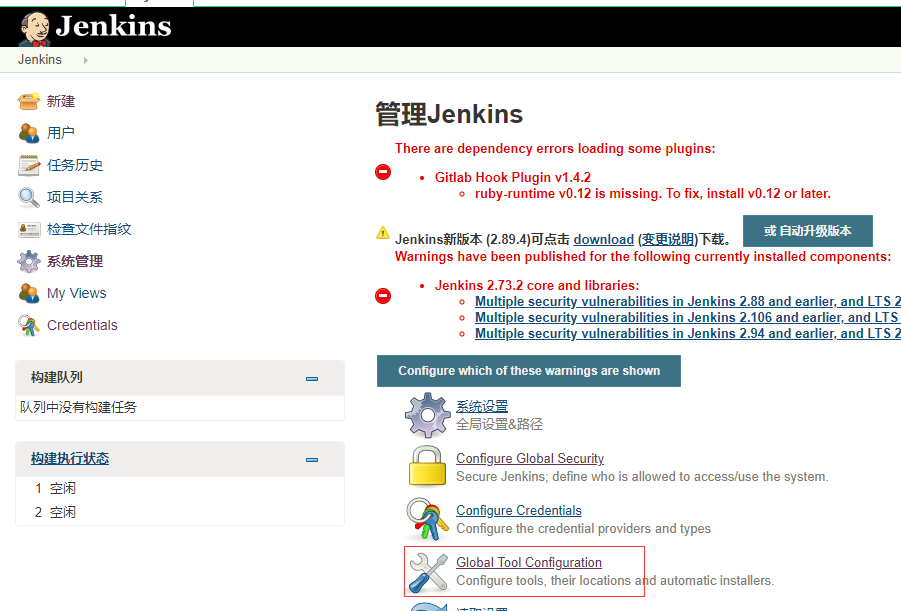 Jenkins
Jenkins
新建
用户
任务历史
项目关系
检查文件指纹
系统管理
My Views
Credentials
构建队列
队列中没有构建任务
构建执行状态
1 空闲
2 空闲
管理Jenkins
There are dependency errors loading some plugins:
Gitlab Hook Plugin v1.4.2
ruby-runtime v0.12 is missing. To fix, install v0.12 or later.
Jenkins新版本 (2.89.4)可点击 download (变更说明)下载。
或 自动升级版本
Warnings have been published for the following currently installed components:
Jenkins 2.73.2 core and libraries:
Multiple security vulnerabilities in Jenkins 2.88 and earlier, and LTS 2
Multiple security vulnerabilities in Jenkins 2.106 and earlier, and LTS
Multiple security vulnerabilities in Jenkins 2.94 and earlier, and LTS 2
Configure which of these warnings are shown
系统设置
全局设置&路径
Configure Global Security
Secure Jenkins; define who is allowed to access/use the system.
Configure Credentials
Configure the credential providers and types
Global Tool Configuration
Configure tools, their locations and automatic installers.